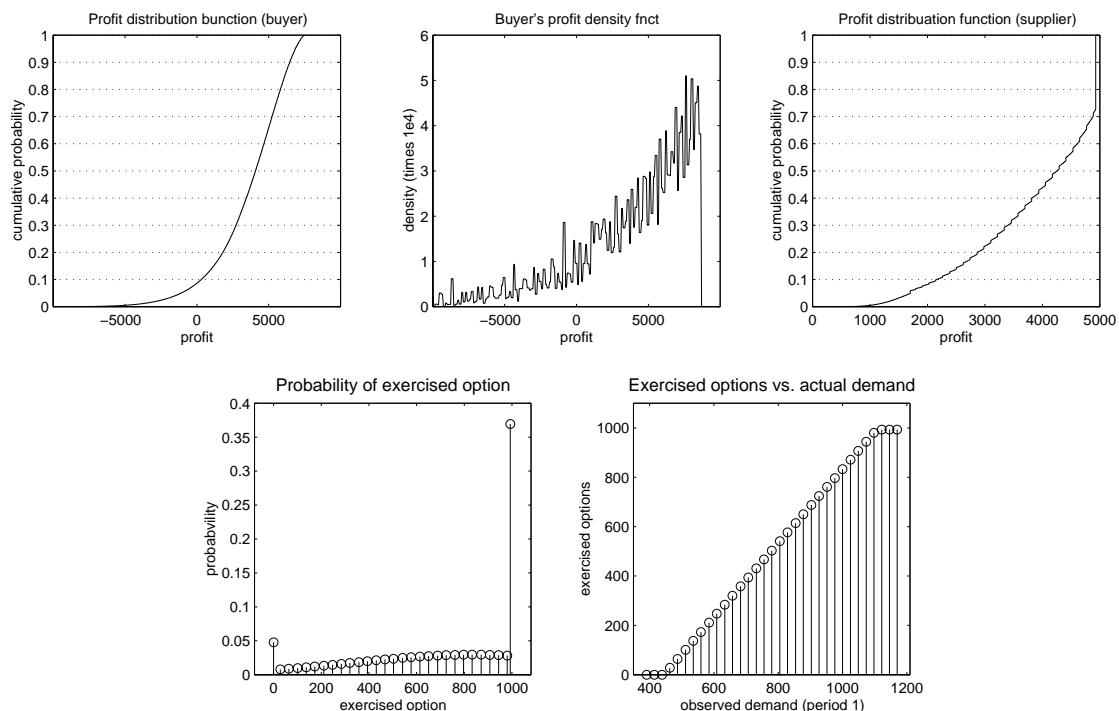 Profit distribution bunction (buyer)
1
0.9
0.8
0.7
0.6
0.5
0.4
0.3
0.2
0.1
0
cumulative probability
−5000 0 5000
profit
Buyer's profit density fnct
6
5
4
3
2
1
0
density (times 1e4)
−5000 0 5000
profit
Profit distribuation function (supplier)
1
0.9
0.8
0.7
0.6
0.5
0.4
0.3
0.2
0.1
0
cumulative probability
0 1000 2000 3000 4000 5000
profit
Probability of exercised option
0.4
0.35
0.3
0.25
0.2
0.15
0.1
0.05
0
probabvility
0 200 400 600 800 1000
exercised option
Exercised options vs. actual demand
1000
800
600
400
200
0
exercised options
400 600 800 1000 1200
observed demand (period 1)